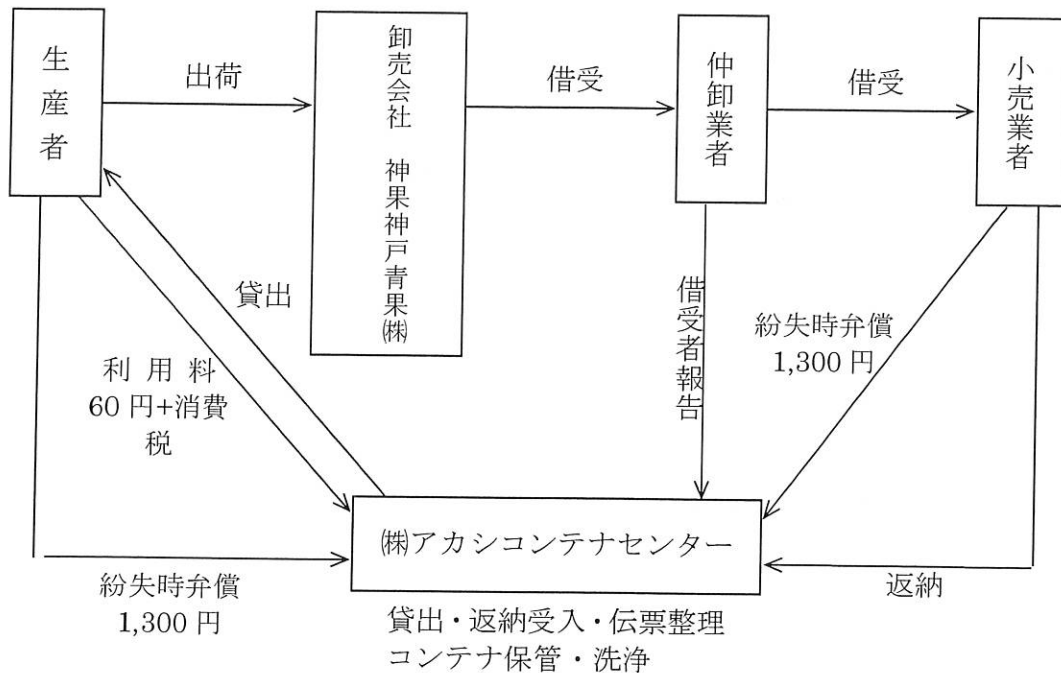 生産者
出荷
卸売会社 神果神戸青果㈱
借受
仲卸業者
借受
小売業者
貸出
利用料
60円+消費
税
借受者報告
紛失時弁償
1,300円
㈱アカシコンテナセンター
紛失時弁償
1,300円
返納
貸出・返納受入・伝票整理
コンテナ保管・洗浄